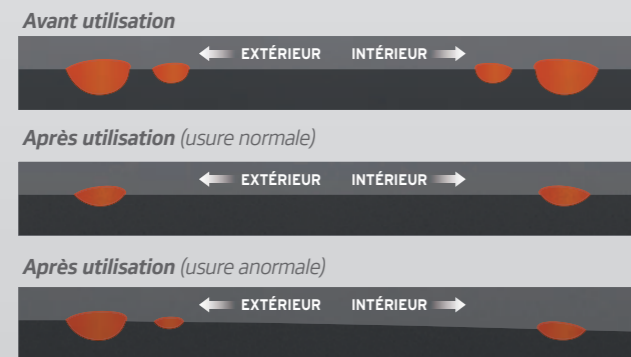 Avant utilisation
EXTÉRIEUR INTÉRIEUR
Après utilisation (usure normale)
EXTÉRIEUR INTÉRIEUR
Après utilisation (usure anormale)
EXTÉRIEUR INTÉRIEUR